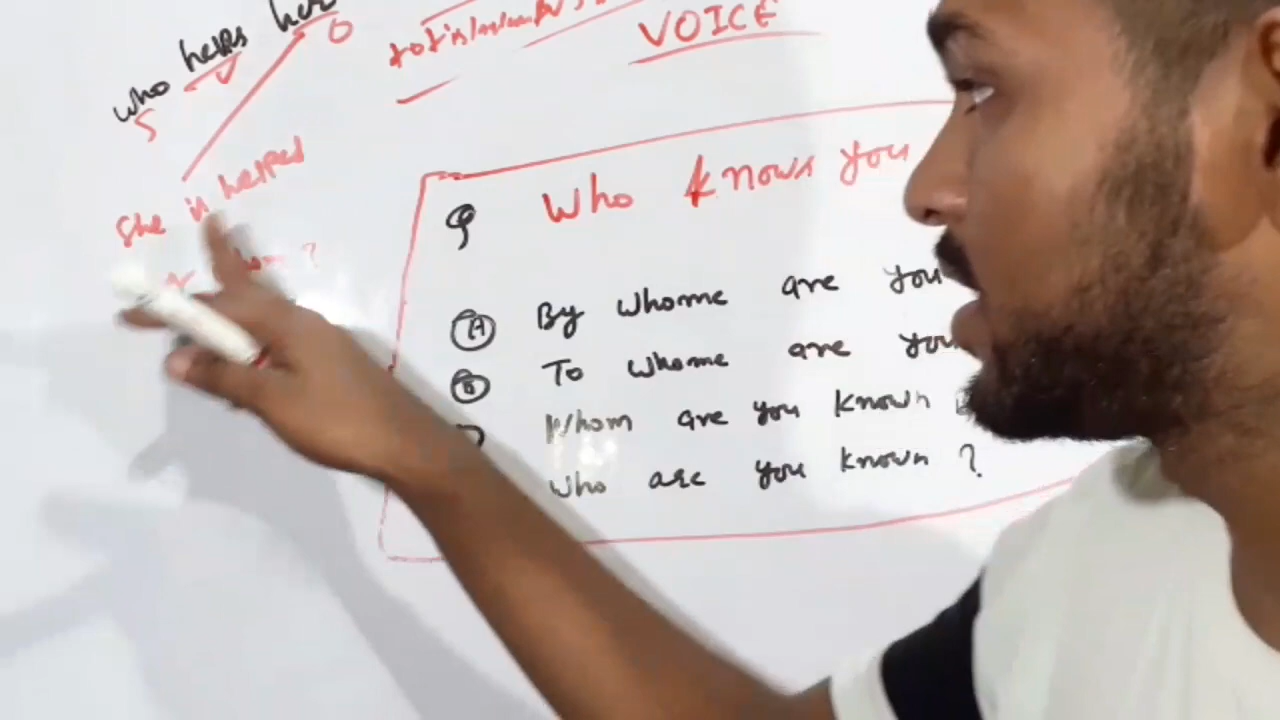 who helps her
S V O
VOICE
She is helped
?
Q Who knows you
A By whome are you
B To whome are you
Whom are you known
Who are you known ?